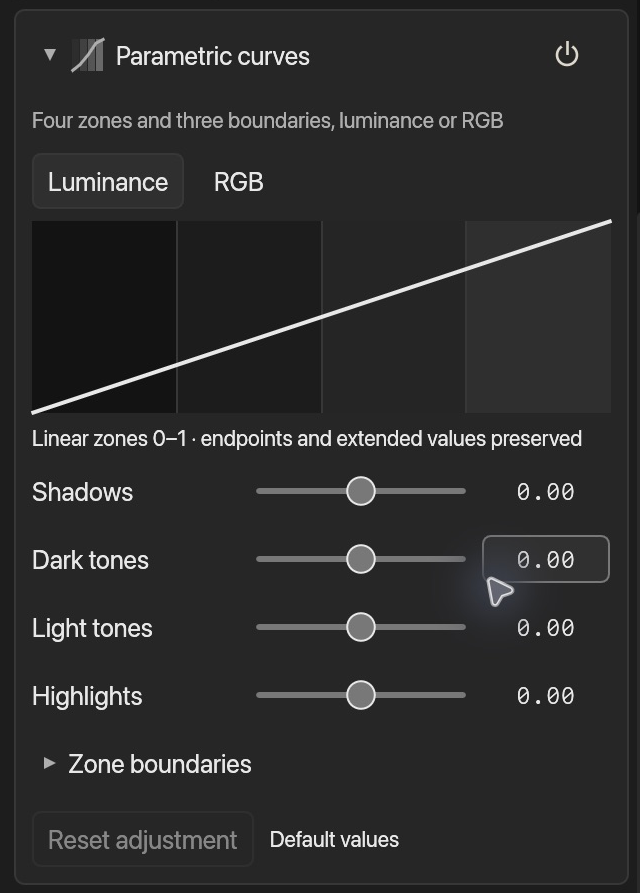 Parametric curves
Four zones and three boundaries, luminance or RGB
Luminance RGB
Linear zones 0–1 · endpoints and extended values preserved
Shadows 0.00
Dark tones 0.00
Light tones 0.00
Highlights 0.00
Zone boundaries
Reset adjustment Default values